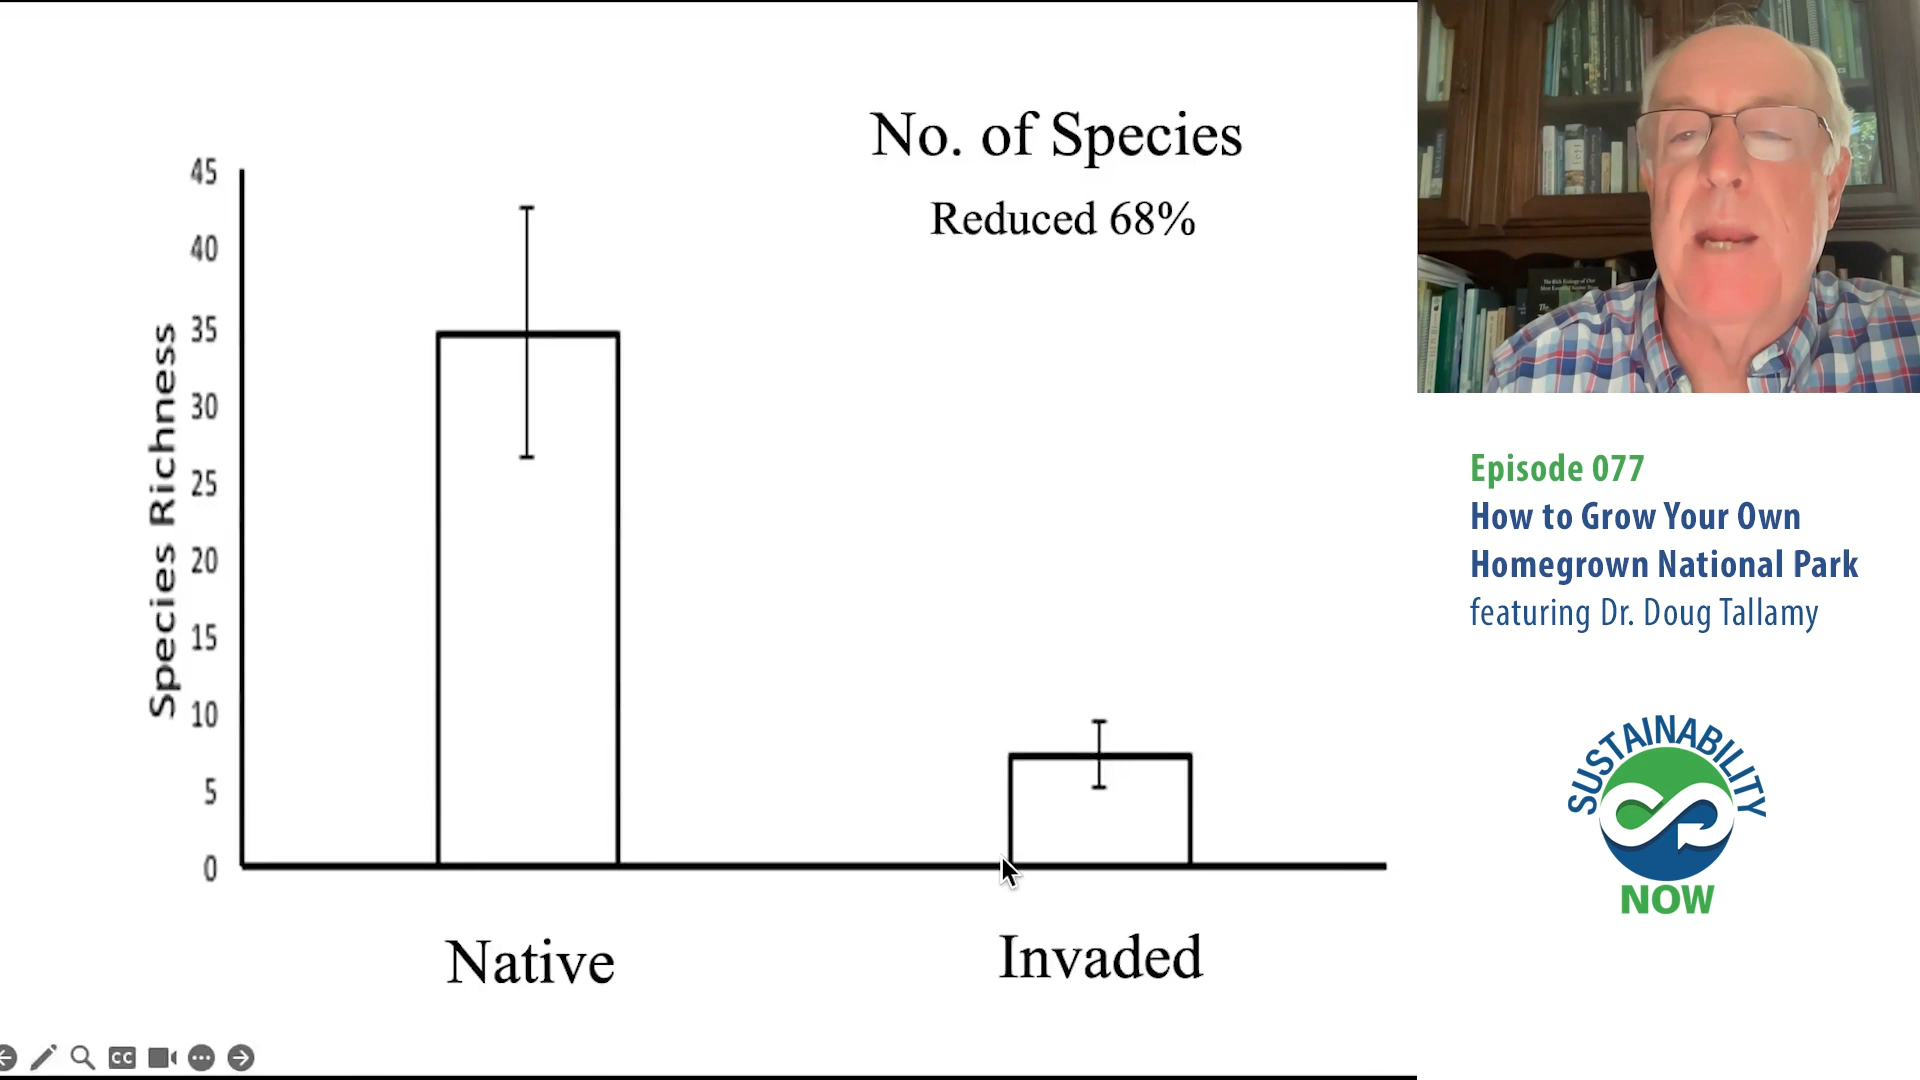 No. of Species
Reduced 68%
Species Richness
45
40
35
30
25
20
15
10
5
0
Native
Invaded
CC
Episode 077
How to Grow Your Own
Homegrown National Park
featuring Dr. Doug Tallamy
SUSTAINABILITY
NOW